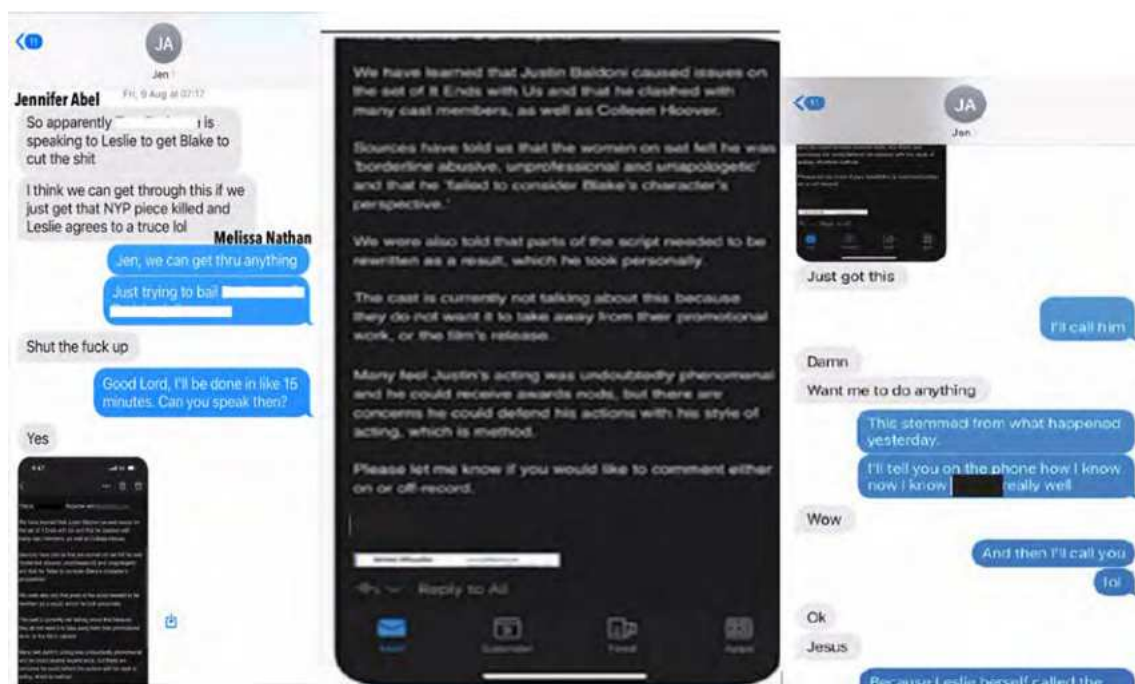 11
JA
Jen
Jennifer Abel
Fri, 9 Aug at 02:12
So apparently is
speaking to Leslie to get Blake to
cut the shit
I think we can get through this if we
just get that NYP piece killed and
Leslie agrees to a truce lol
Melissa Nathan
Jen, we can get thru anything
Just trying to bail
Shut the fuck up
Good Lord, I'll be done in like 15
minutes. Can you speak then?
Yes
We have learned that Justin Baldoni caused issues on
the set of It Ends with Us and that he clashed with
many cast members, as well as Colleen Hoover.
Sources have told us that the women on set felt he was
'borderline abusive, unprofessional and unapologetic'
and that he 'failed to consider Blake's character's
perspective.'
We were also told that parts of the script needed to be
rewritten as a result, which he took personally.
The cast is currently not talking about this because
they do not want it to take away from their promotional
work, or the film's release.
Many feel Justin's acting was undoubtedly phenomenal
and he could receive awards nods, but there are
concerns he could defend his actions with his style of
acting, which is method.
Please let me know if you would like to comment either
on or off-record.
Reply to All
JA
Jen
Just got this
I'll call him
Damn
Want me to do anything
This stemmed from what happened
yesterday.
I'll tell you on the phone how I know
now I know really well
Wow
And then I'll call you
lol
Ok
Jesus
Because Leslie herself called the